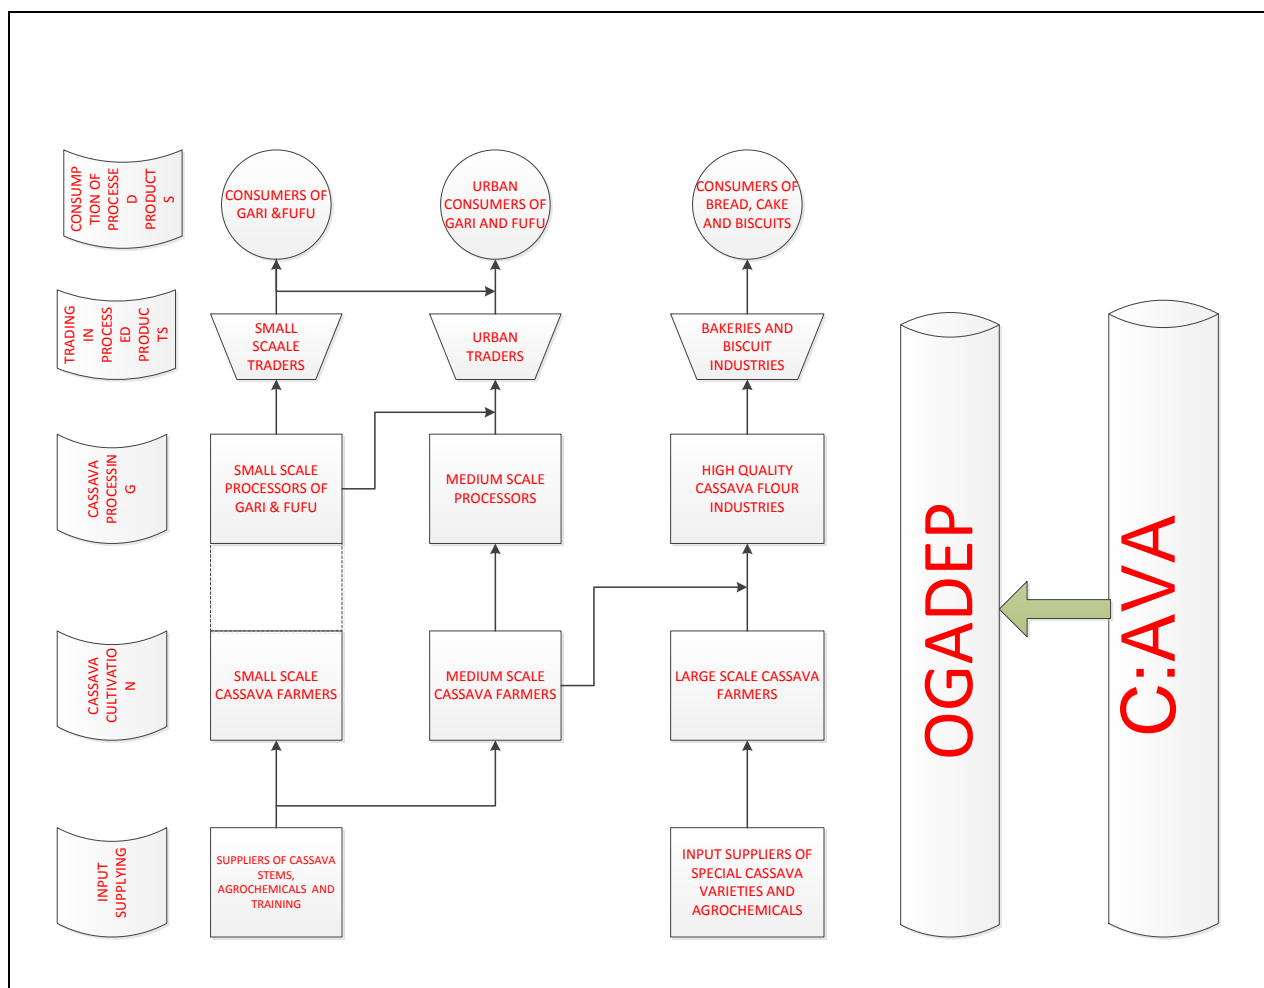 CONSUMP
TION OF
PROCESSE
D
PRODUCT
S
CONSUMERS OF
GARI &FUFU
URBAN
CONSUMERS OF
GARI AND FUFU
CONSUMERS OF
BREAD, CAKE
AND BISCUITS
TRADING
IN
PROCESS
ED
PRODUC
TS
SMALL
SCAALE
TRADERS
URBAN
TRADERS
BAKERIES AND
BISCUIT
INDUSTRIES
CASSAVA
PROCESSIN
G
SMALL SCALE
PROCESSORS OF
GARI & FUFU
MEDIUM SCALE
PROCESSORS
HIGH QUALITY
CASSAVA FLOUR
INDUSTRIES
CASSAVA
CULTIVATIO
N
SMALL SCALE
CASSAVA FARMERS
MEDIUM SCALE
CASSAVA FARMERS
LARGE SCALE CASSAVA
FARMERS
INPUT
SUPPLYING
SUPPLIERS OF CASSAVA
STEMS,
AGROCHEMICALS AND
TRAINING
INPUT SUPPLIERS OF
SPECIAL CASSAVA
VARIETIES AND
AGROCHEMICALS
OGADEP
C:AVA